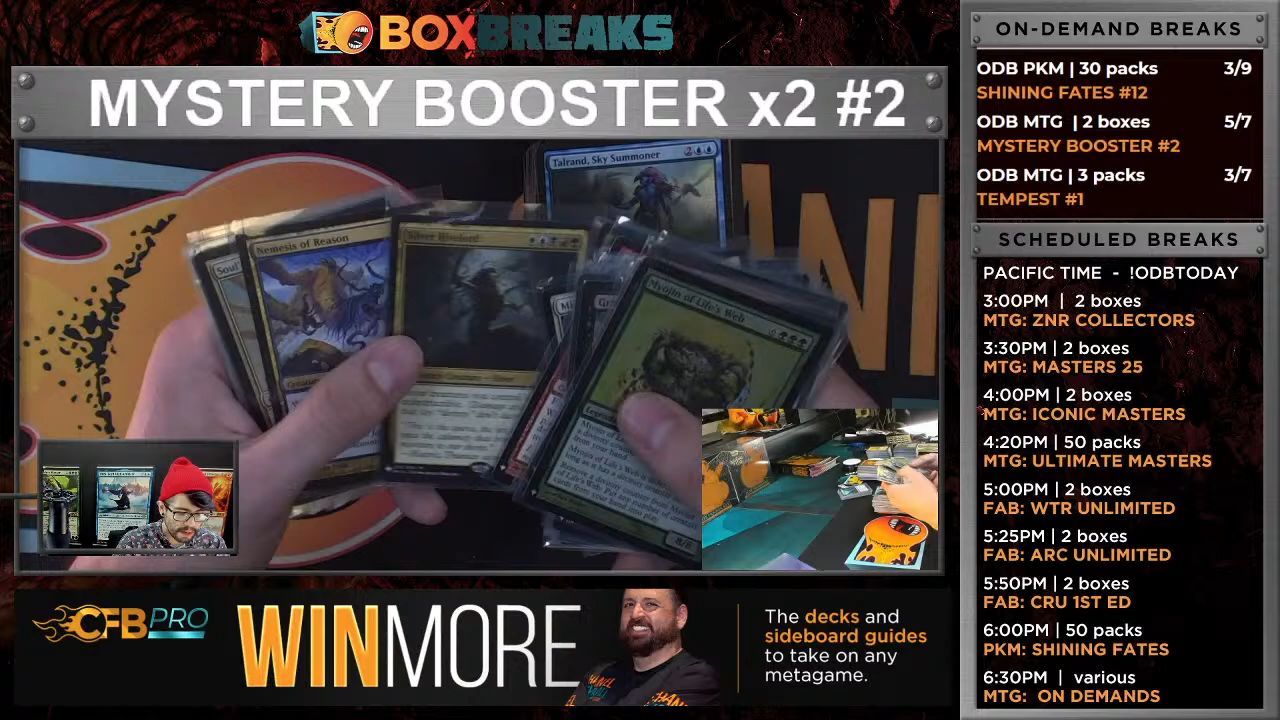 BOXBREAKS
MYSTERY BOOSTER x2 #2
Talrand, Sky Summoner
Soul
Nemesis of Reason
Myojin of Life's Web
CFB PRO
WINMORE
The decks and
sideboard guides
to take on any
metagame.
ON-DEMAND BREAKS
ODB PKM | 30 packs 3/9
SHINING FATES #12
ODB MTG | 2 boxes 5/7
MYSTERY BOOSTER #2
ODB MTG | 3 packs 3/7
TEMPEST #1
SCHEDULED BREAKS
PACIFIC TIME - !ODBTODAY
3:00PM | 2 boxes
MTG: ZNR COLLECTORS
3:30PM | 2 boxes
MTG: MASTERS 25
4:00PM | 2 boxes
MTG: ICONIC MASTERS
4:20PM | 50 packs
MTG: ULTIMATE MASTERS
5:00PM | 2 boxes
FAB: WTR UNLIMITED
5:25PM | 2 boxes
FAB: ARC UNLIMITED
5:50PM | 2 boxes
FAB: CRU 1ST ED
6:00PM | 50 packs
PKM: SHINING FATES
6:30PM | various
MTG: ON DEMANDS